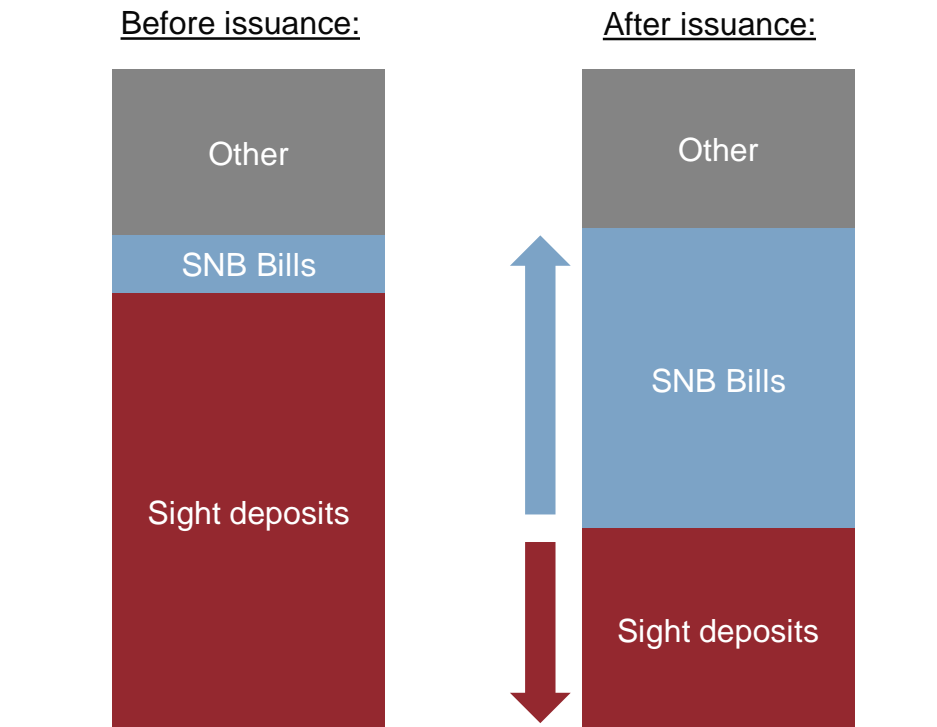 Before issuance:
Other
SNB Bills
Sight deposits
After issuance:
Other
SNB Bills
Sight deposits